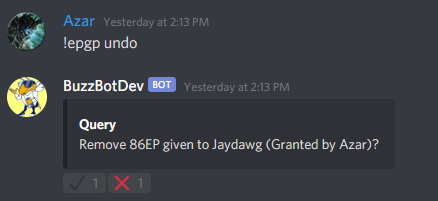 Azar Yesterday at 2:13 PM
!epgp undo
BuzzBotDev BOT Yesterday at 2:13 PM
Query
Remove 86EP given to Jaydawg (Granted by Azar)?
✓ 1 ❌ 1